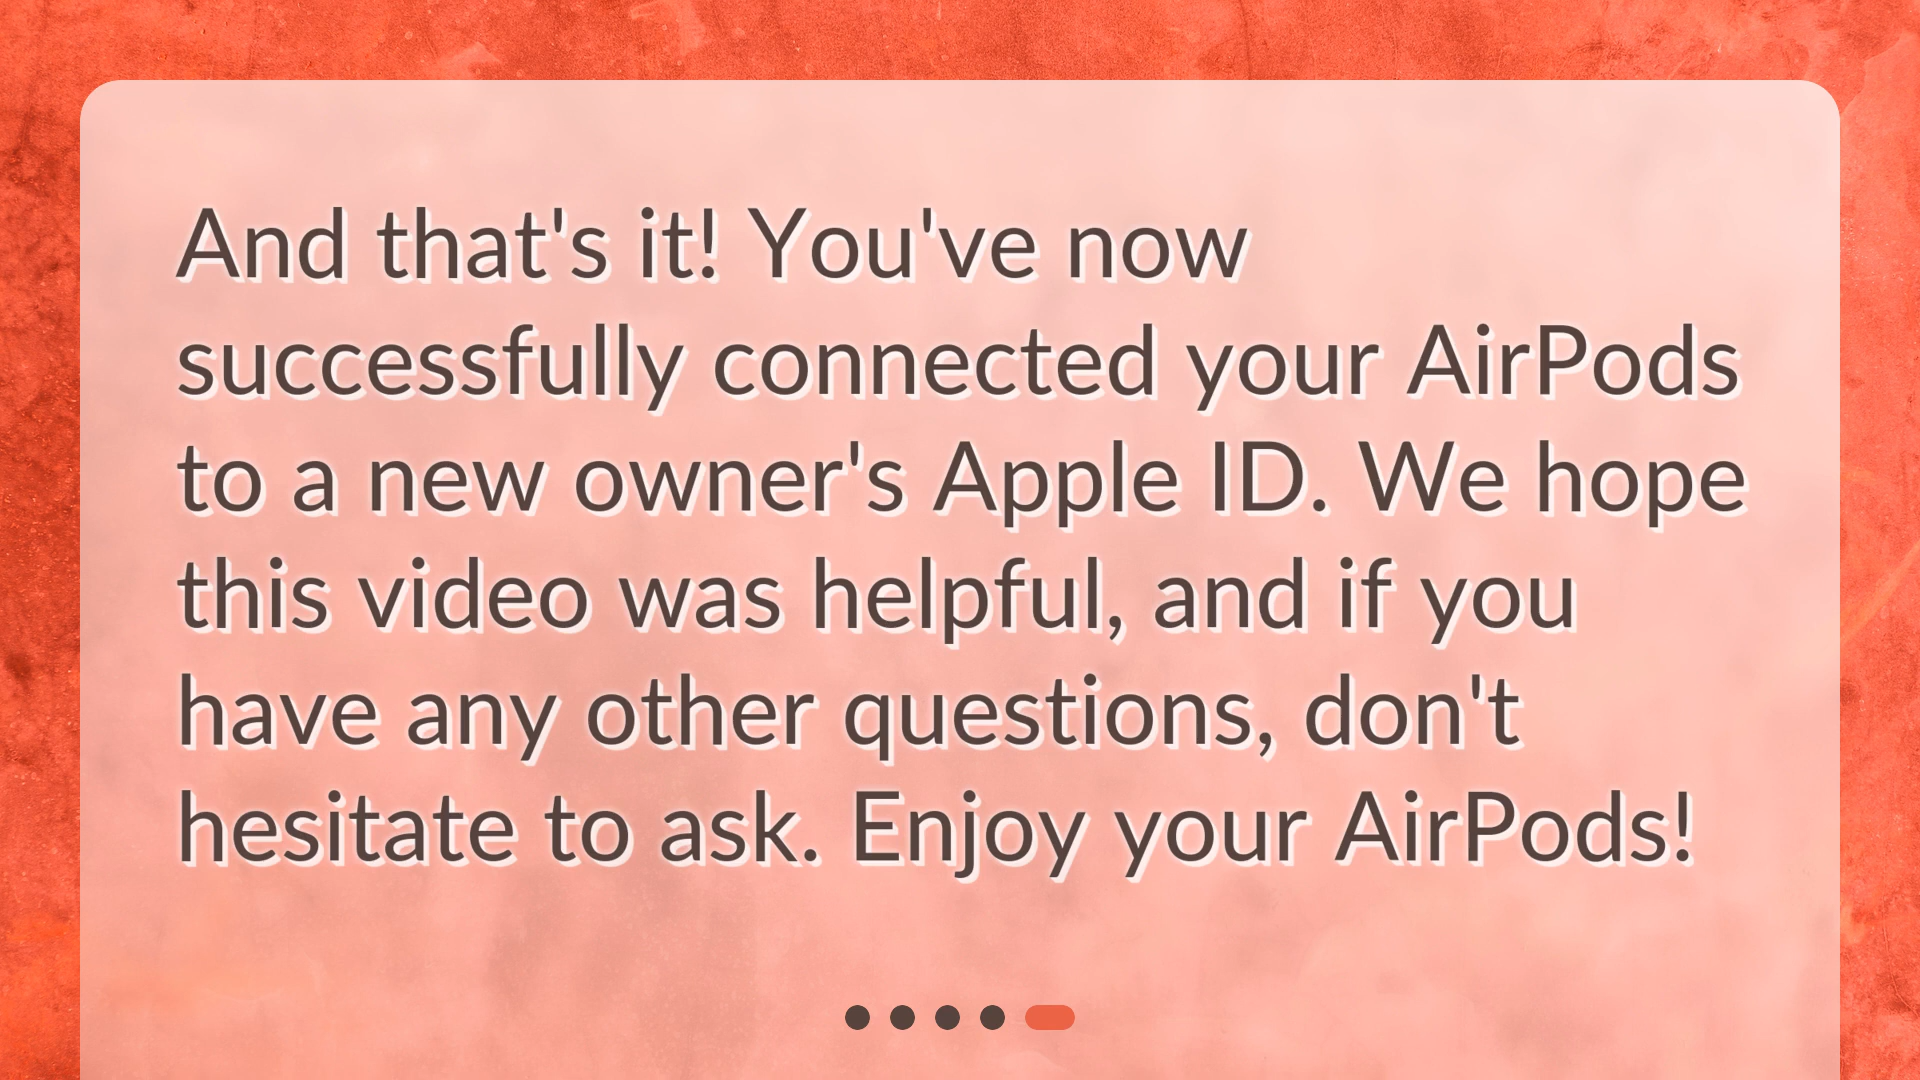 And that's it! You've now
successfully connected your AirPods
to a new owner's Apple ID. We hope
this video was helpful, and if you
have any other questions, don't
hesitate to ask. Enjoy your AirPods!